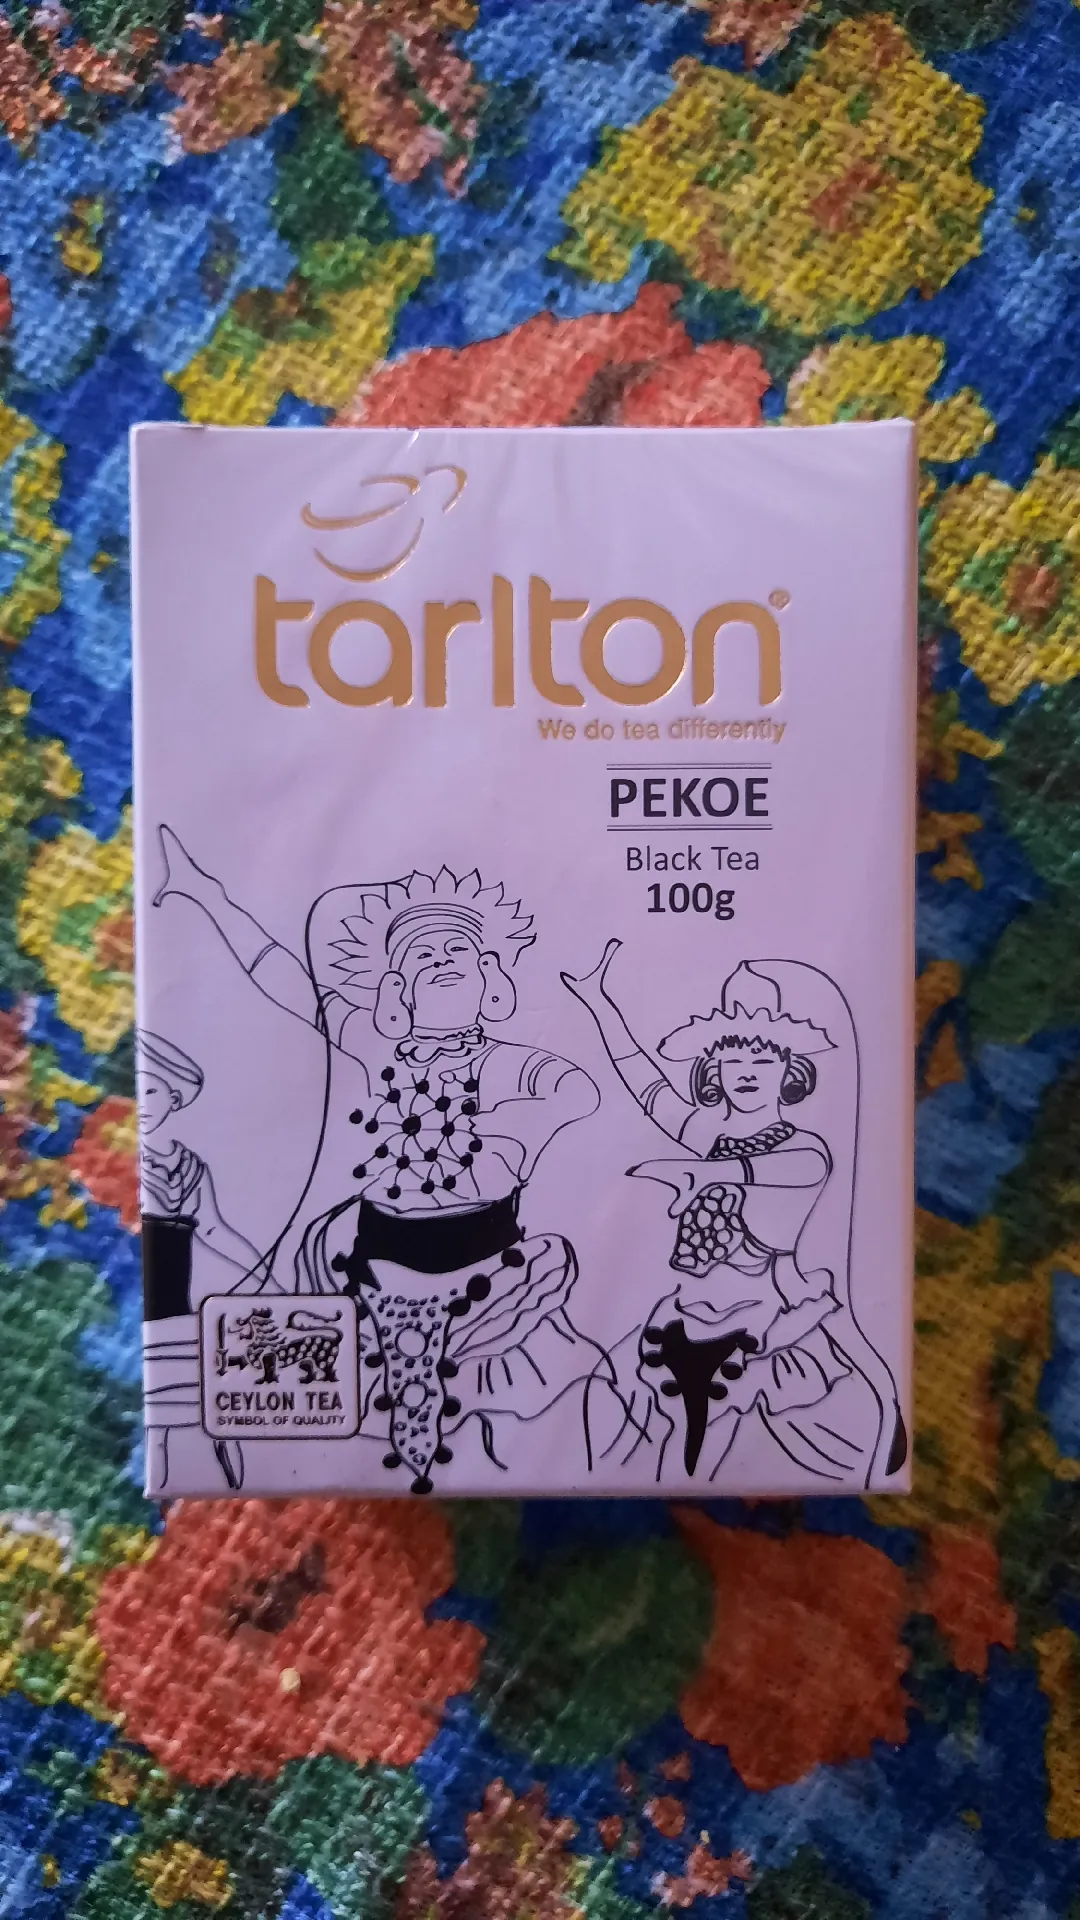 tarlton®
We do tea differently
PEKOE
Black Tea
100g
CEYLON TEA
SYMBOL OF QUALITY